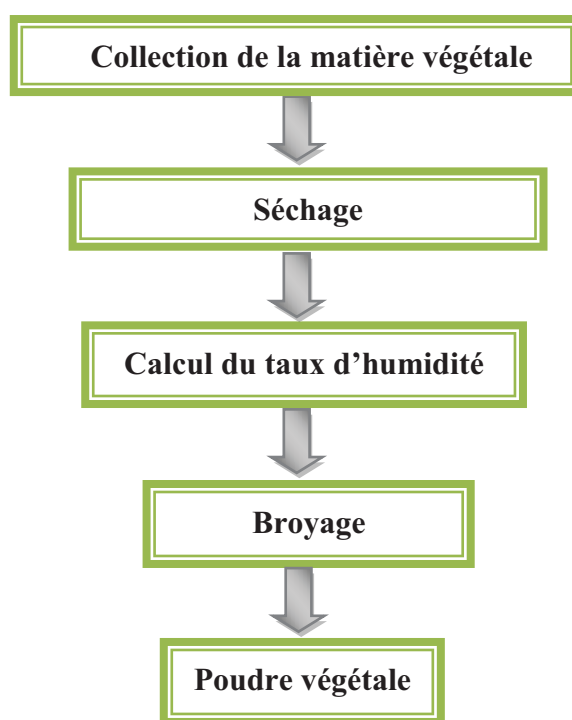 Collection de la matière végétale
Séchage
Calcul du taux d’humidité
Broyage
Poudre végétale